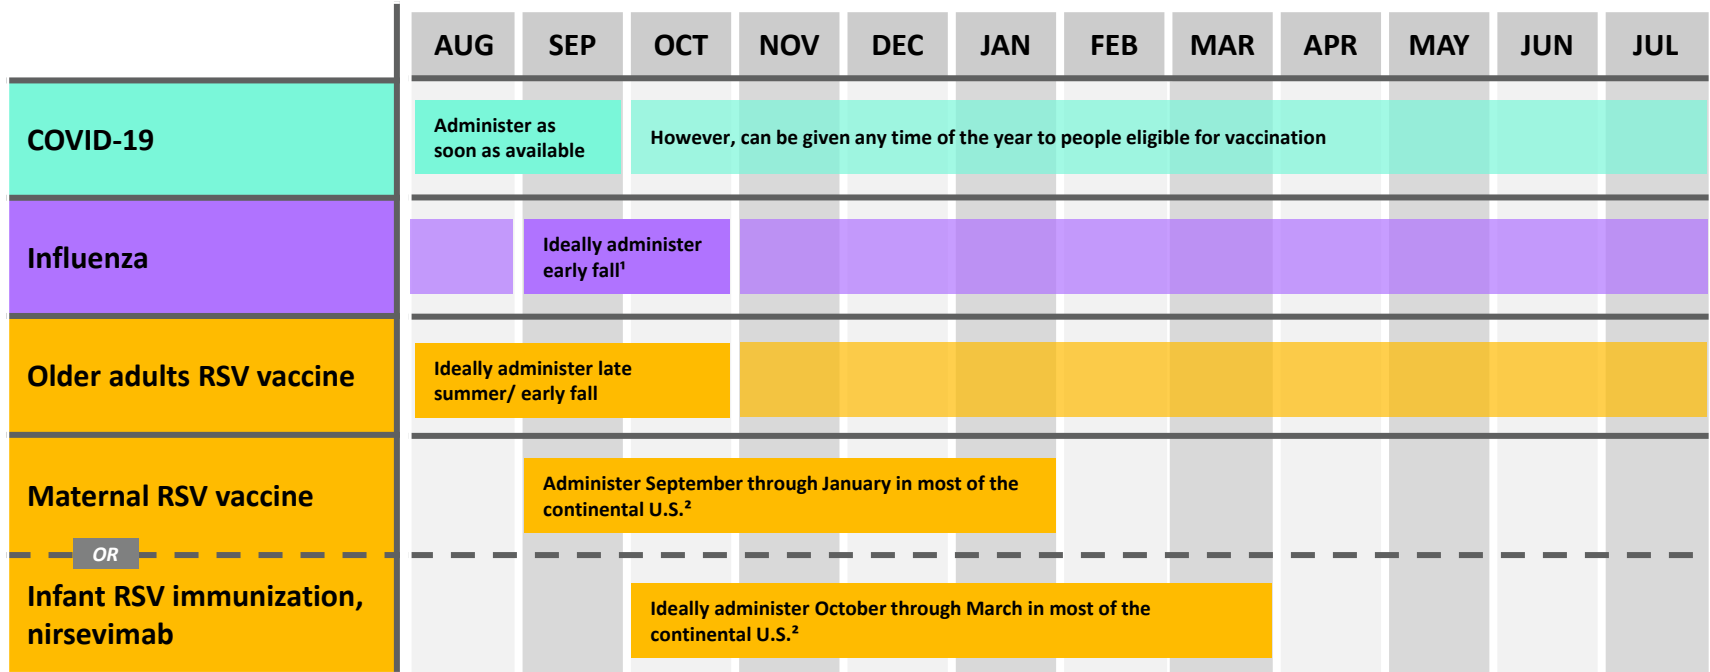 AUG SEP OCT NOV DEC JAN FEB MAR APR MAY JUN JUL
COVID-19
Administer as
soon as available
However, can be given any time of the year to people eligible for vaccination
Influenza
Ideally administer
early fall¹
Older adults RSV vaccine
Ideally administer late
summer/ early fall
Maternal RSV vaccine
Administer September through January in most of the
continental U.S.²
OR
Infant RSV immunization,
nirsevimab
Ideally administer October through March in most of the
continental U.S.²